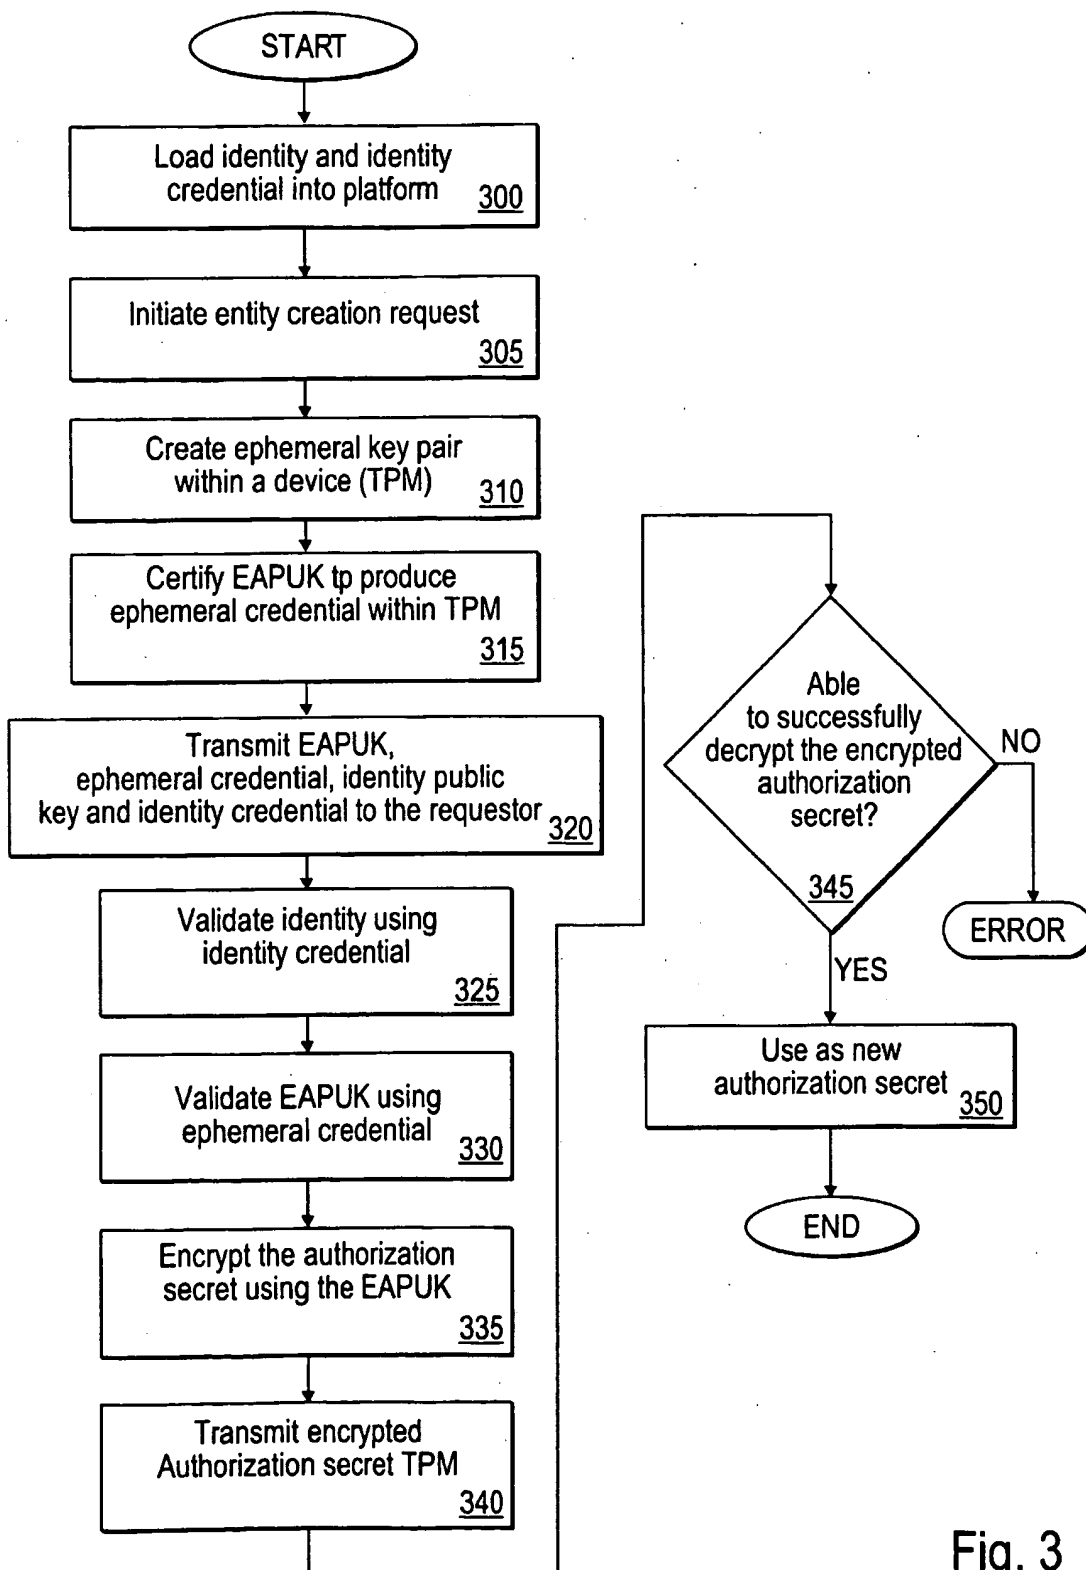 START
Load identity and identity
credential into platform
300
Initiate entity creation request
305
Create ephemeral key pair
within a device (TPM)
310
Certify EAPUK tp produce
ephemeral credential within TPM
315
Transmit EAPUK,
ephemeral credential, identity public
key and identity credential to the requestor
320
Validate identity using
identity credential
325
Validate EAPUK using
ephemeral credential
330
Encrypt the authorization
secret using the EAPUK
335
Transmit encrypted
Authorization secret TPM
340
Able
to successfully
decrypt the encrypted
authorization
secret?
345
NO
ERROR
YES
Use as new
authorization secret
350
END
Fig. 3